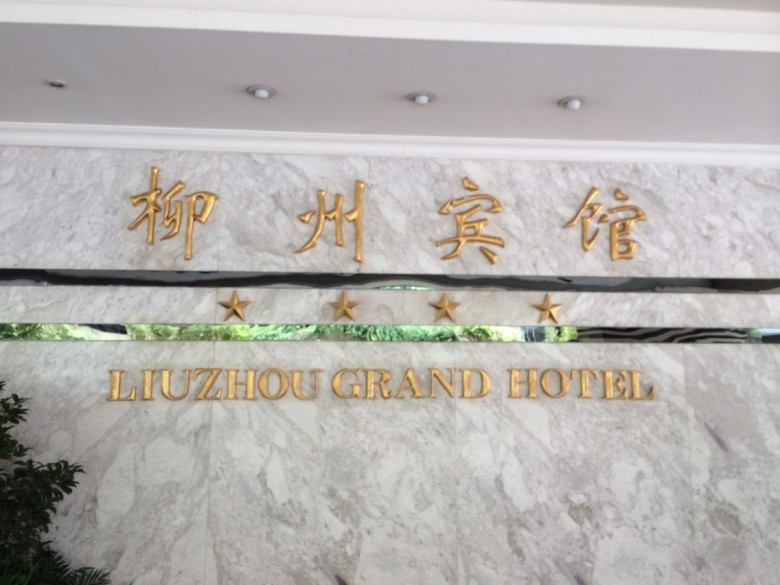 柳州宾馆
LIUZHOU GRAND HOTEL